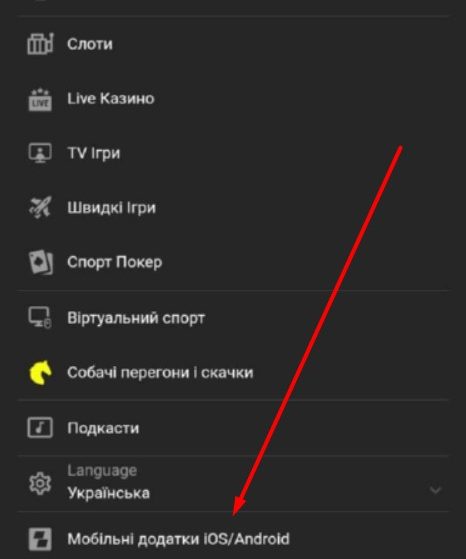 Слоти
LIVE
Live Казино
TV Ігри
Швидкі Ігри
Спорт Покер
Віртуальний спорт
Собачі перегони і скачки
Подкасти
Language
Українська
Мобільні додатки iOS/Android